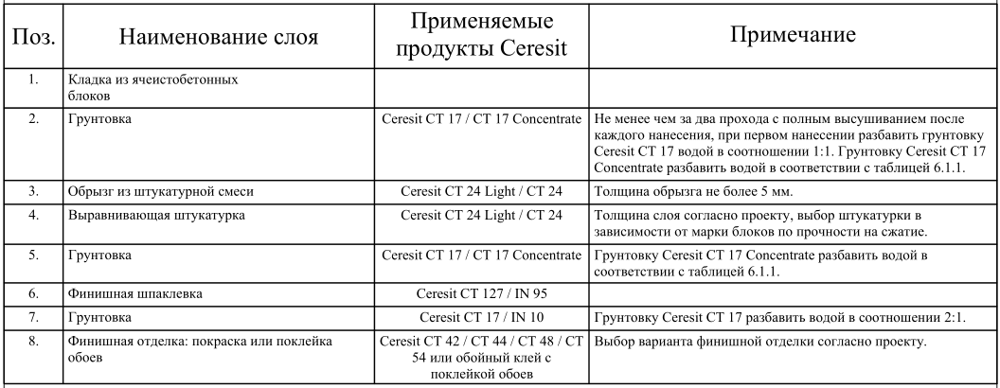 Поз.
Наименование слоя
Применяемые
продукты Ceresit
Примечание
1.
Кладка из ячеистобетонных
блоков
2.
Грунтовка
Ceresit CT 17 / CT 17 Concentrate
Не менее чем за два прохода с полным высушиванием после
каждого нанесения, при первом нанесении разбавить грунтовку
Ceresit CT 17 водой в соотношении 1:1. Грунтовку Ceresit CT 17
Concentrate разбавить водой в соответствии с таблицей 6.1.1.
3.
Обрызг из штукатурной смеси
Ceresit CT 24 Light / CT 24
Толщина обрызга не более 5 мм.
4.
Выравнивающая штукатурка
Ceresit CT 24 Light / CT 24
Толщина слоя согласно проекту, выбор штукатурки в
зависимости от марки блоков по прочности на сжатие.
5.
Грунтовка
Ceresit CT 17 / CT 17 Concentrate
Грунтовку Ceresit CT 17 Concentrate разбавить водой в
соответствии с таблицей 6.1.1.
6.
Финишная шпаклевка
Ceresit CT 127 / IN 95
7.
Грунтовка
Ceresit CT 17 / IN 10
Грунтовку Ceresit CT 17 разбавить водой в соотношении 2:1.
8.
Финишная отделка: покраска или поклейка
обоев
Ceresit CT 42 / CT 44 / CT 48 / CT
54 или обойный клей с
поклейкой обоев
Выбор варианта финишной отделки согласно проекту.